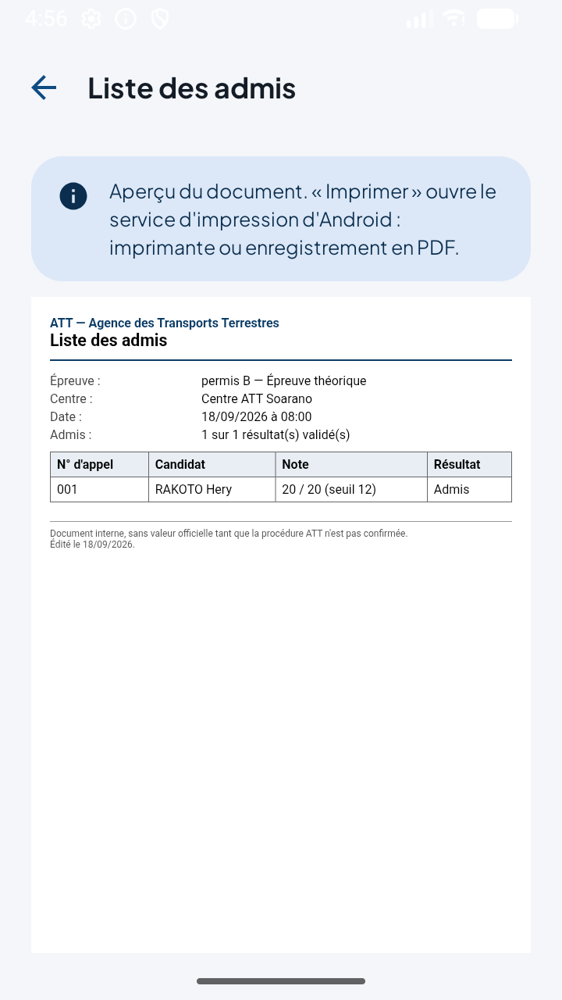 4:56
Liste des admis
Aperçu du document. « Imprimer » ouvre le
service d'impression d'Android :
imprimante ou enregistrement en PDF.
ATT — Agence des Transports Terrestres
Liste des admis
Épreuve : permis B — Épreuve théorique
Centre : Centre ATT Soarano
Date : 18/09/2026 à 08:00
Admis : 1 sur 1 résultat(s) validé(s)
N° d'appel Candidat Note Résultat
001 RAKOTO Hery 20 / 20 (seuil 12) Admis
Document interne, sans valeur officielle tant que la procédure ATT n'est pas confirmée.
Édité le 18/09/2026.